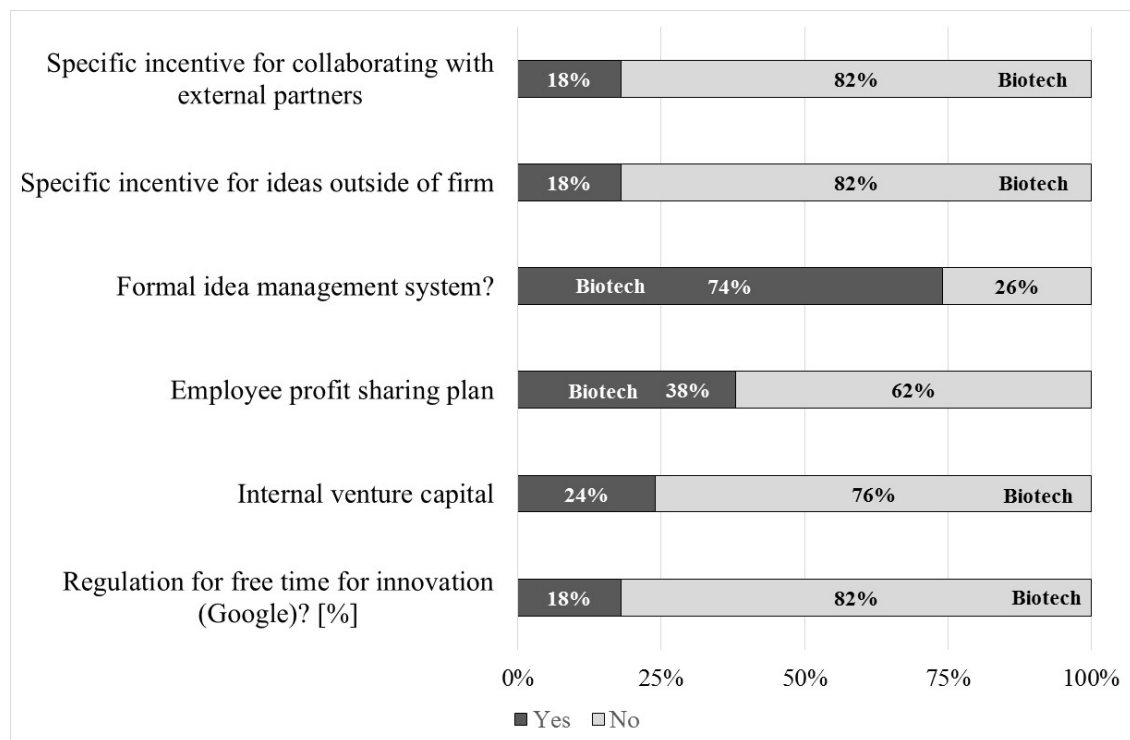 Specific incentive for collaborating with
external partners
18% 82% Biotech
Specific incentive for ideas outside of firm
18% 82% Biotech
Formal idea management system?
Biotech 74% 26%
Employee profit sharing plan
Biotech 38% 62%
Internal venture capital
24% 76% Biotech
Regulation for free time for innovation
(Google)? [%]
18% 82% Biotech
0% 25% 50% 75% 100%
Yes No